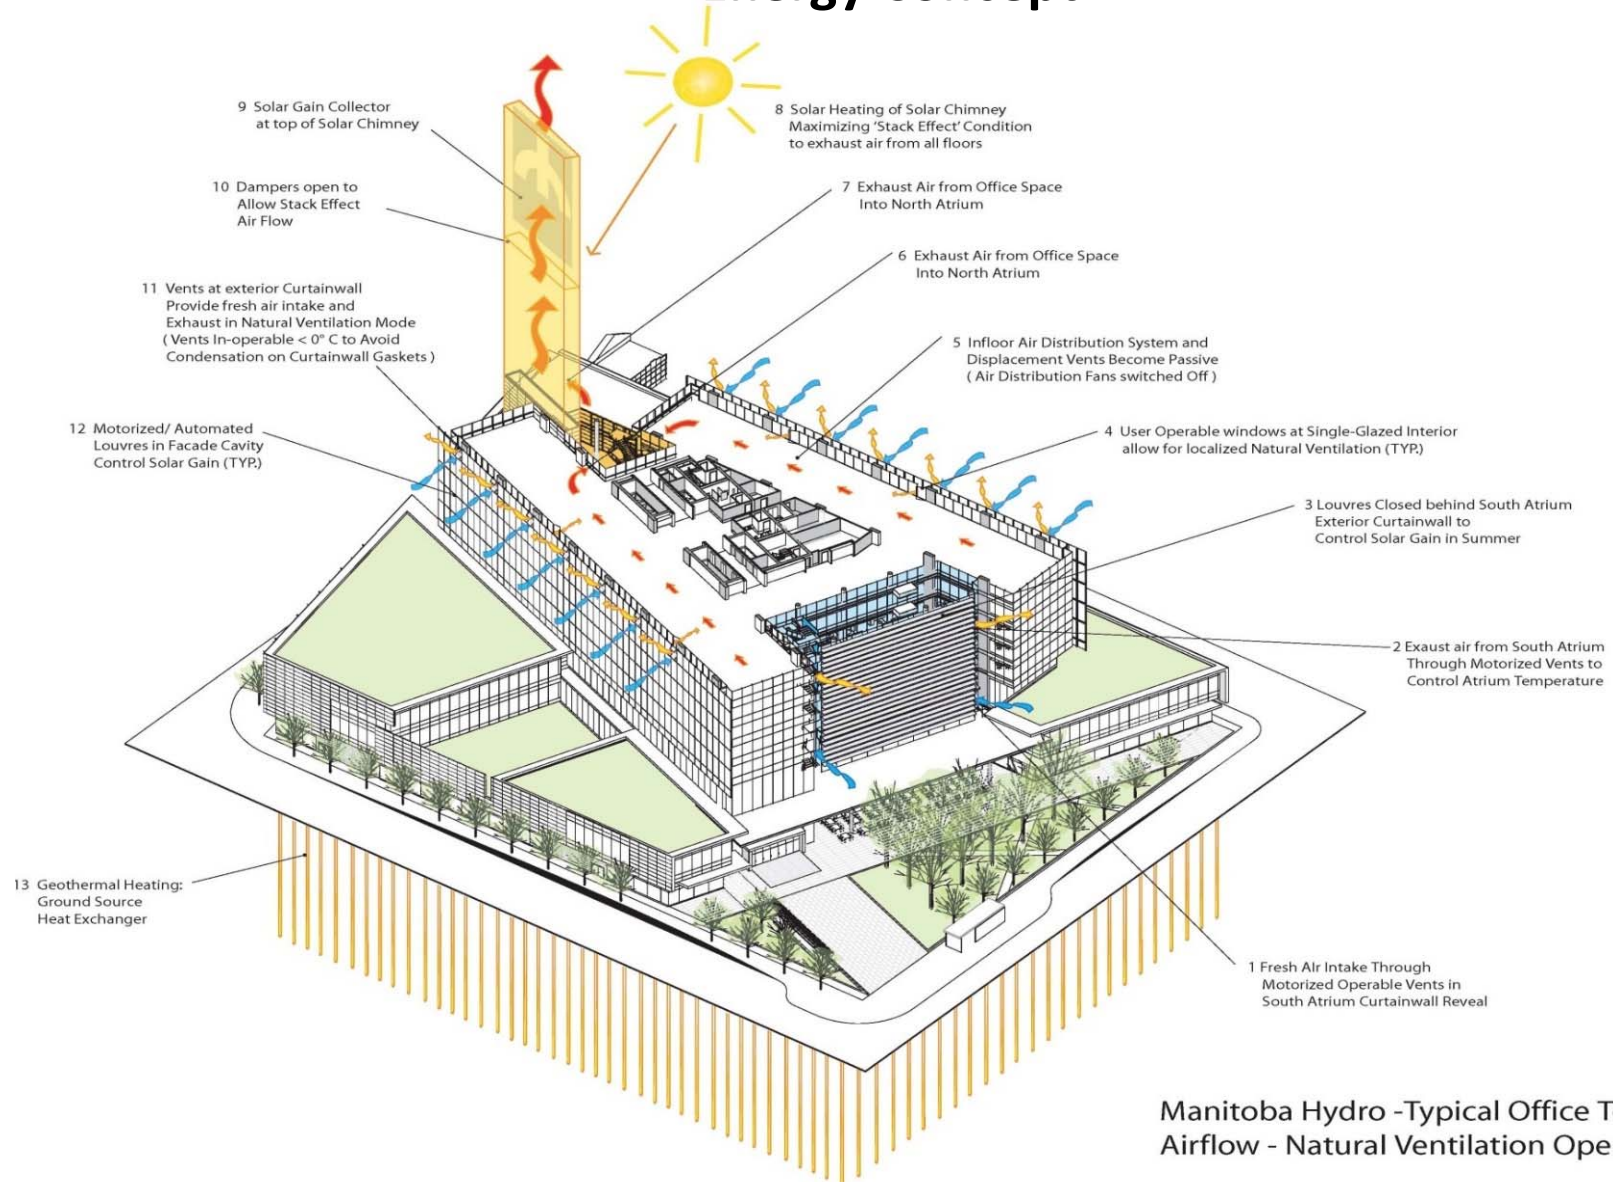 Energy Concept
9 Solar Gain Collector
at top of Solar Chimney
8 Solar Heating of Solar Chimney
Maximizing 'Stack Effect' Condition
to exhaust air from all floors
10 Dampers open to
Allow Stack Effect
Air Flow
7 Exhaust Air from Office Space
Into North Atrium
6 Exhaust Air from Office Space
Into North Atrium
11 Vents at exterior Curtainwall
Provide fresh air intake and
Exhaust in Natural Ventilation Mode
( Vents In-operable < 0° C to Avoid
Condensation on Curtainwall Gaskets )
5 Infloor Air Distribution System and
Displacement Vents Become Passive
( Air Distribution Fans switched Off )
12 Motorized/ Automated
Louvres in Facade Cavity
Control Solar Gain (TYP.)
4 User Operable windows at Single-Glazed Interior
allow for localized Natural Ventilation (TYP.)
3 Louvres Closed behind South Atrium
Exterior Curtainwall to
Control Solar Gain in Summer
2 Exaust air from South Atrium
Through Motorized Vents to
Control Atrium Temperature
13 Geothermal Heating:
Ground Source
Heat Exchanger
1 Fresh AIr Intake Through
Motorized Operable Vents in
South Atrium Curtainwall Reveal
Manitoba Hydro -Typical Office T
Airflow - Natural Ventilation Ope